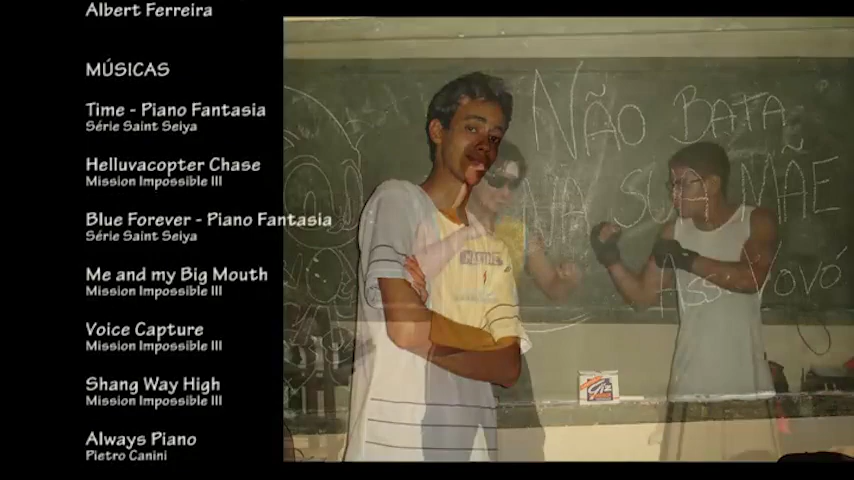 Albert Ferreira
MÚSICAS
Time - Piano Fantasia
Série Saint Seiya
Helluvacopter Chase
Mission Impossible III
Blue Forever - Piano Fantasia
Série Saint Seiya
Me and my Big Mouth
Mission Impossible III
Voice Capture
Mission Impossible III
Shang Way High
Mission Impossible III
Always Piano
Pietro Canini
NÃO BATA
NA SUA MÃE
ASS: VOVÓ
Giz